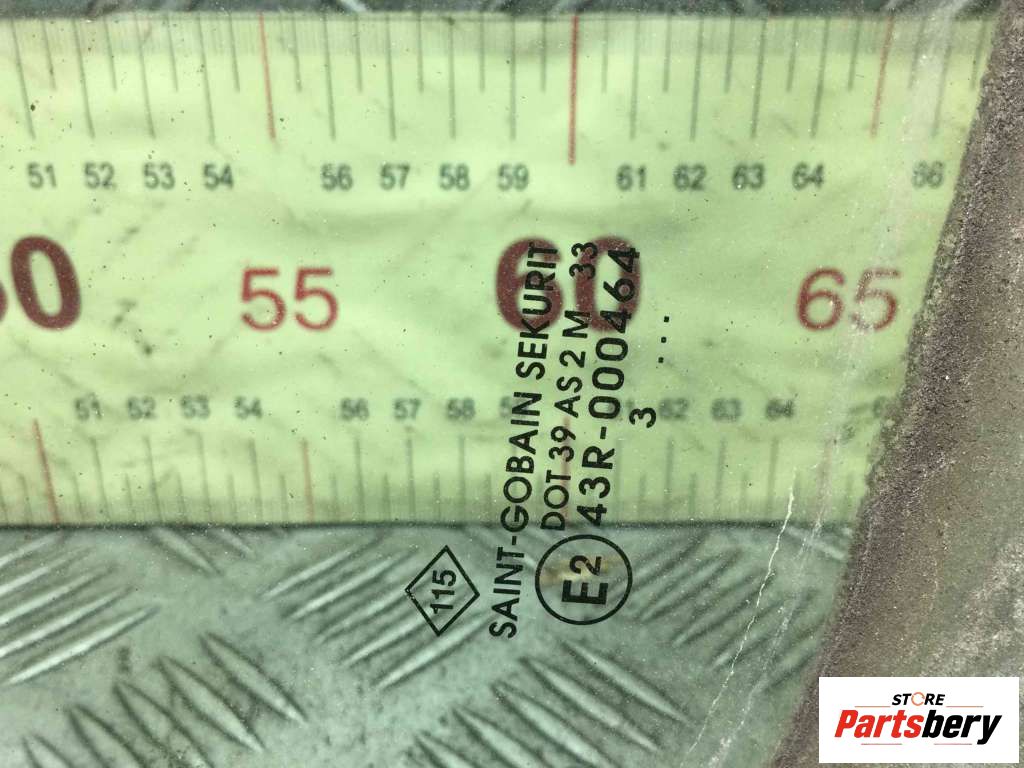 51 52 53 54 56 57 58 59 61 62 63 64 66
55 60 65
51 52 53 54 56 57 58 62 63 64
115
SAINT-GOBAIN SEKURIT
DOT 39 AS 2 M 33
E2 43R-000464
3 ...
STORE
Partsbery